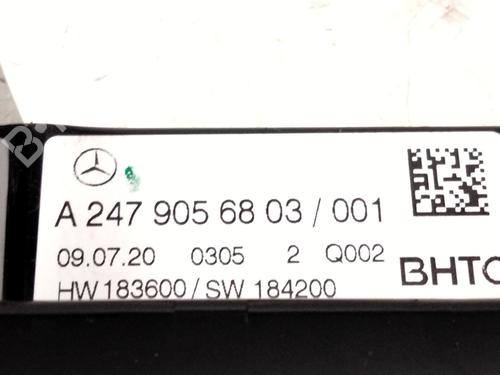 A 247 905 68 03 / 001
09.07.20 0305 2 Q002
HW 183600 / SW 184200
BHTC